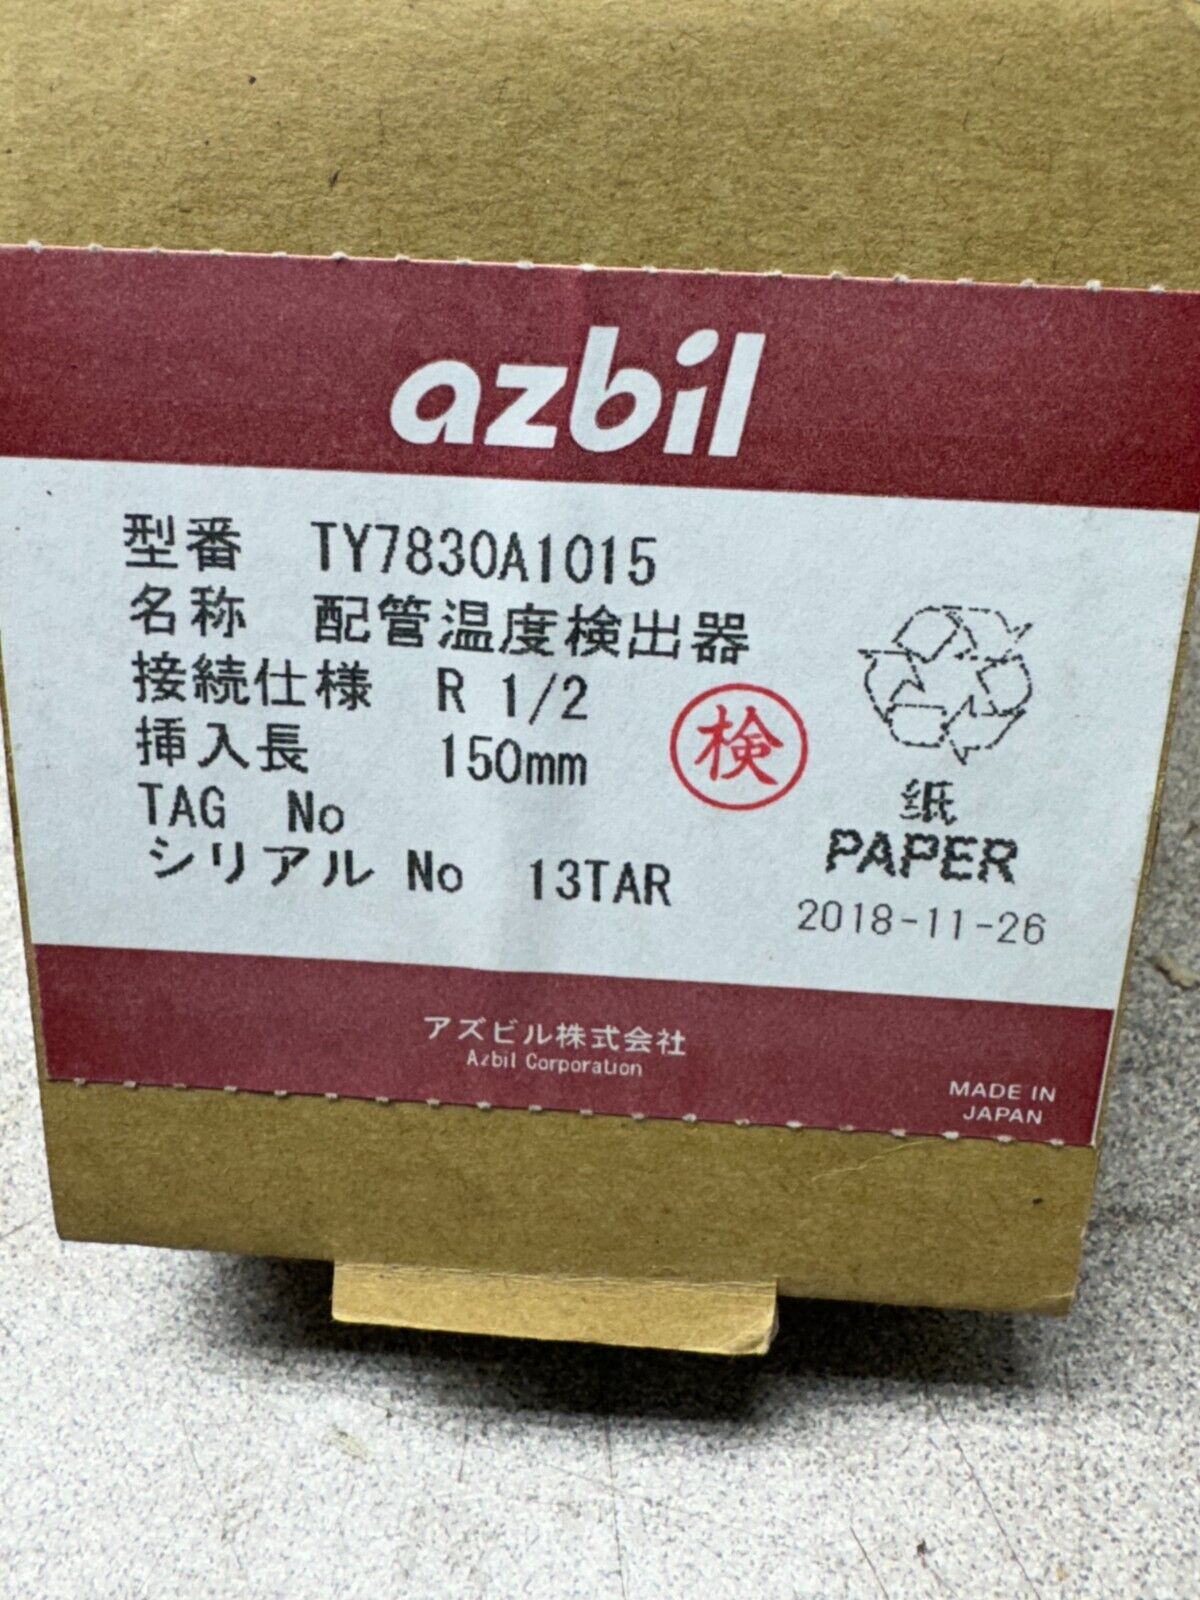 azbil
型番 TY7830A1015
名称 配管温度検出器
接続仕様 R 1/2
挿入長 150mm
TAG No
シリアル No 13TAR
検
纸
PAPER
2018-11-26
アズビル株式会社
Azbil Corporation
MADE IN
JAPAN